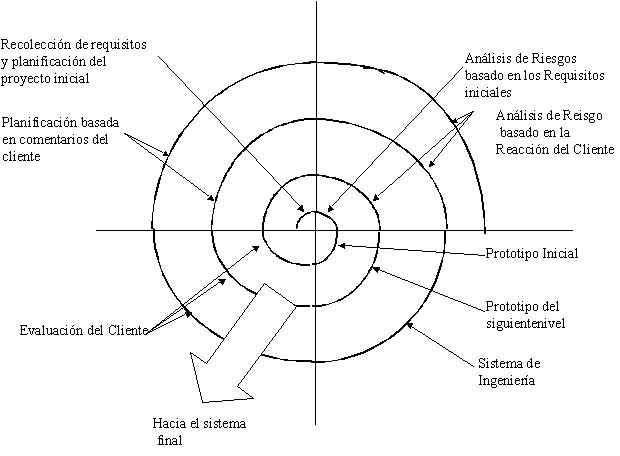 Recolección de requisitos
y planificación del
proyecto inicial
Análisis de Riesgos
basado en los Requisitos
iniciales
Planificación basada
en comentarios del
cliente
Análisis de Reisgo
basado en la
Reacción del Cliente
Prototipo Inicial
Prototipo del
siguientenivel
Evaluación del Cliente
Sistema de
Ingeniería
Hacia el sistema
final